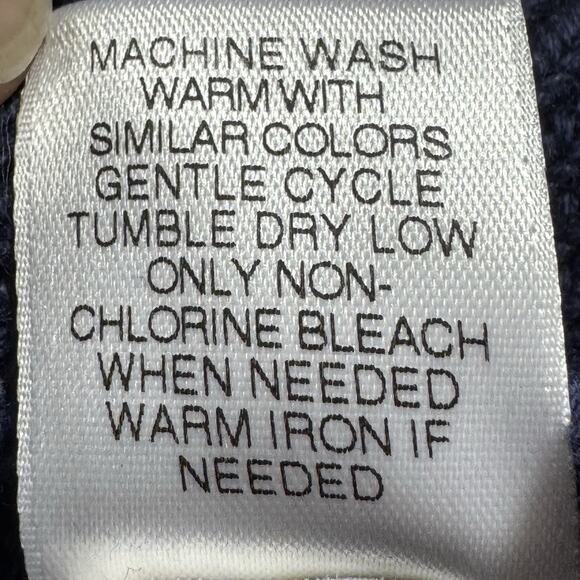 MACHINE WASH
WARM WITH
SIMILAR COLORS
GENTLE CYCLE
TUMBLE DRY LOW
ONLY NON-
CHLORINE BLEACH
WHEN NEEDED
WARM IRON IF
NEEDED